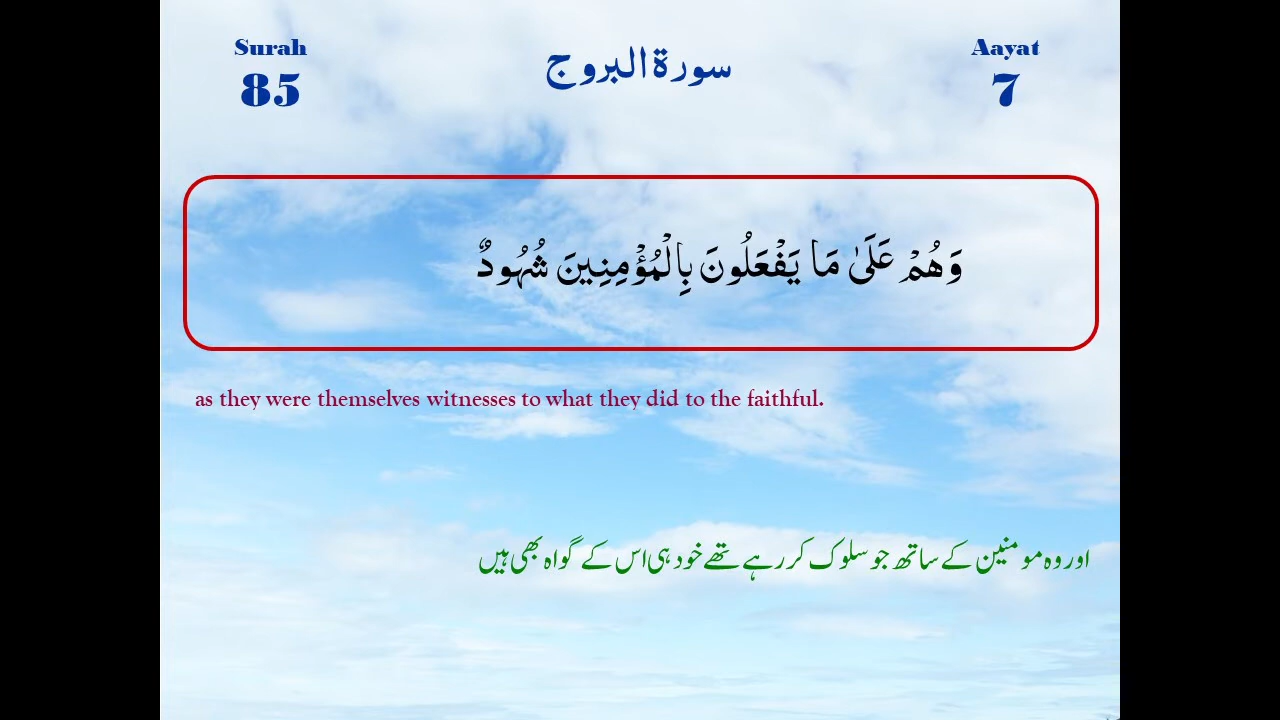 Surah
85
سورة البروج
Aayat
7
وَهُمْ عَلَىٰ مَا يَفْعَلُونَ بِالْمُؤْمِنِينَ شُهُودٌ
as they were themselves witnesses to what they did to the faithful.
اور وہ مومنین کے ساتھ جو سلوک کر رہے تھے خود ہی اس کے گواہ بھی ہیں